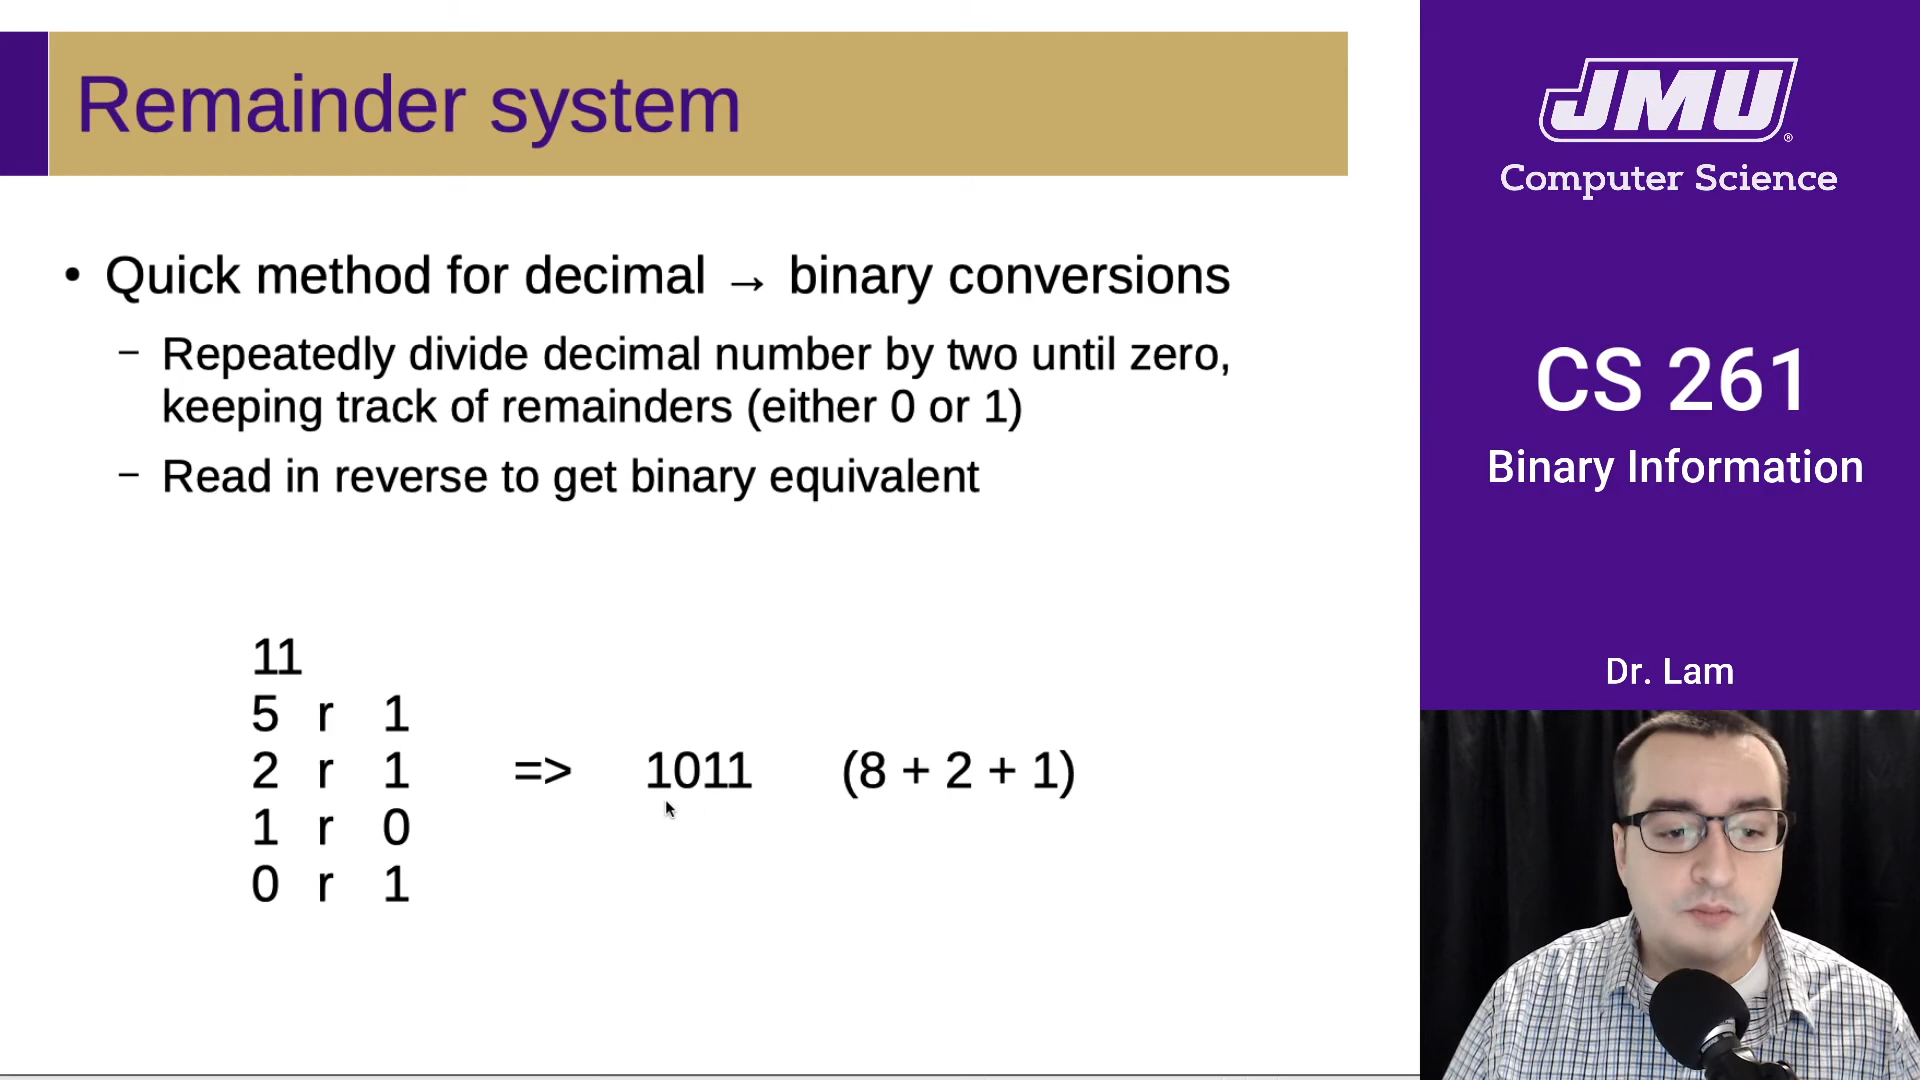 Remainder system
• Quick method for decimal → binary conversions
– Repeatedly divide decimal number by two until zero,
keeping track of remainders (either 0 or 1)
– Read in reverse to get binary equivalent
11
5 r 1
2 r 1 => 1011 (8 + 2 + 1)
1 r 0
0 r 1
JMU®
Computer Science
CS 261
Binary Information
Dr. Lam